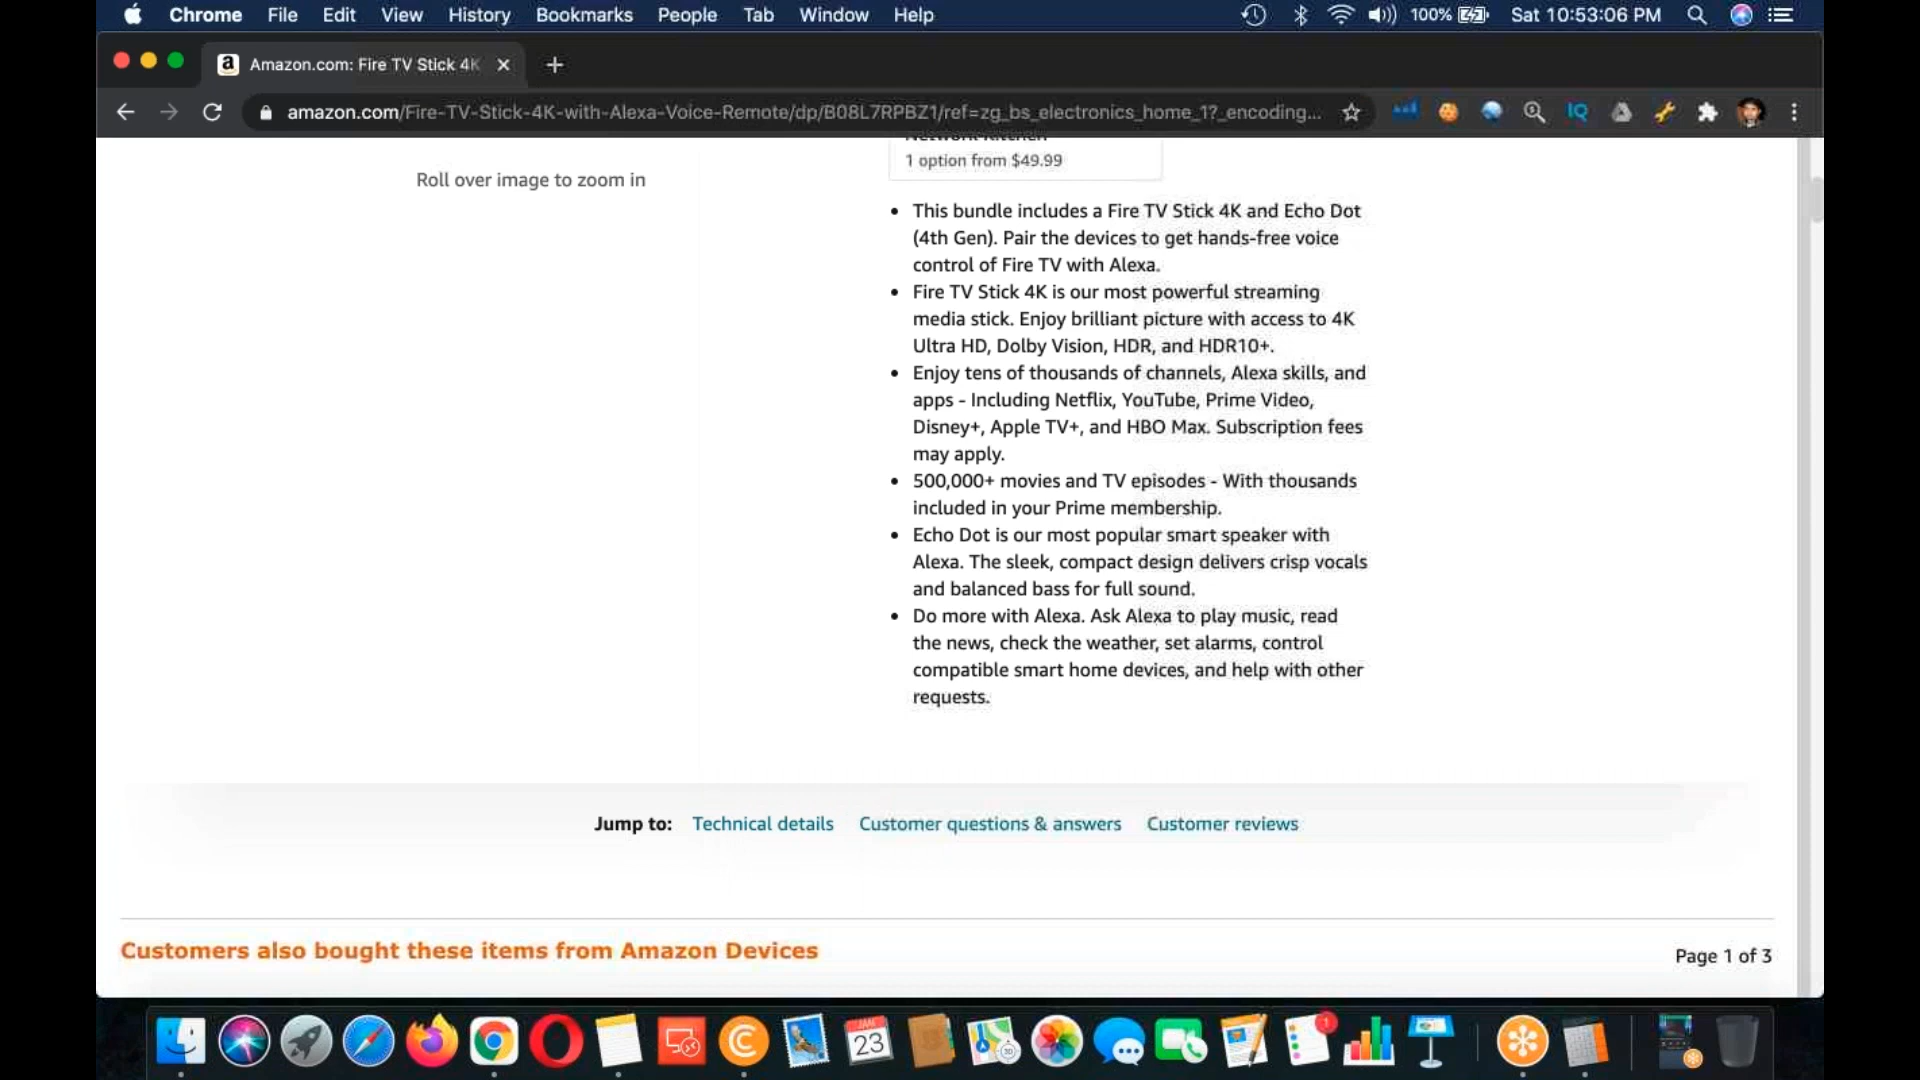 Chrome File Edit View History Bookmarks People Tab Window Help 100% Sat 10:53:06 PM
a Amazon.com: Fire TV Stick 4K
amazon.com/Fire-TV-Stick-4K-with-Alexa-Voice-Remote/dp/B08L7RPBZ1/ref=zg_bs_electronics_home_1?_encoding... IQ
Network Kitchen
Roll over image to zoom in
1 option from $49.99
• This bundle includes a Fire TV Stick 4K and Echo Dot
(4th Gen). Pair the devices to get hands-free voice
control of Fire TV with Alexa.
• Fire TV Stick 4K is our most powerful streaming
media stick. Enjoy brilliant picture with access to 4K
Ultra HD, Dolby Vision, HDR, and HDR10+.
• Enjoy tens of thousands of channels, Alexa skills, and
apps - Including Netflix, YouTube, Prime Video,
Disney+, Apple TV+, and HBO Max. Subscription fees
may apply.
• 500,000+ movies and TV episodes - With thousands
included in your Prime membership.
• Echo Dot is our most popular smart speaker with
Alexa. The sleek, compact design delivers crisp vocals
and balanced bass for full sound.
• Do more with Alexa. Ask Alexa to play music, read
the news, check the weather, set alarms, control
compatible smart home devices, and help with other
requests.
Jump to: Technical details Customer questions & answers Customer reviews
Customers also bought these items from Amazon Devices
Page 1 of 3
JAN
23
1